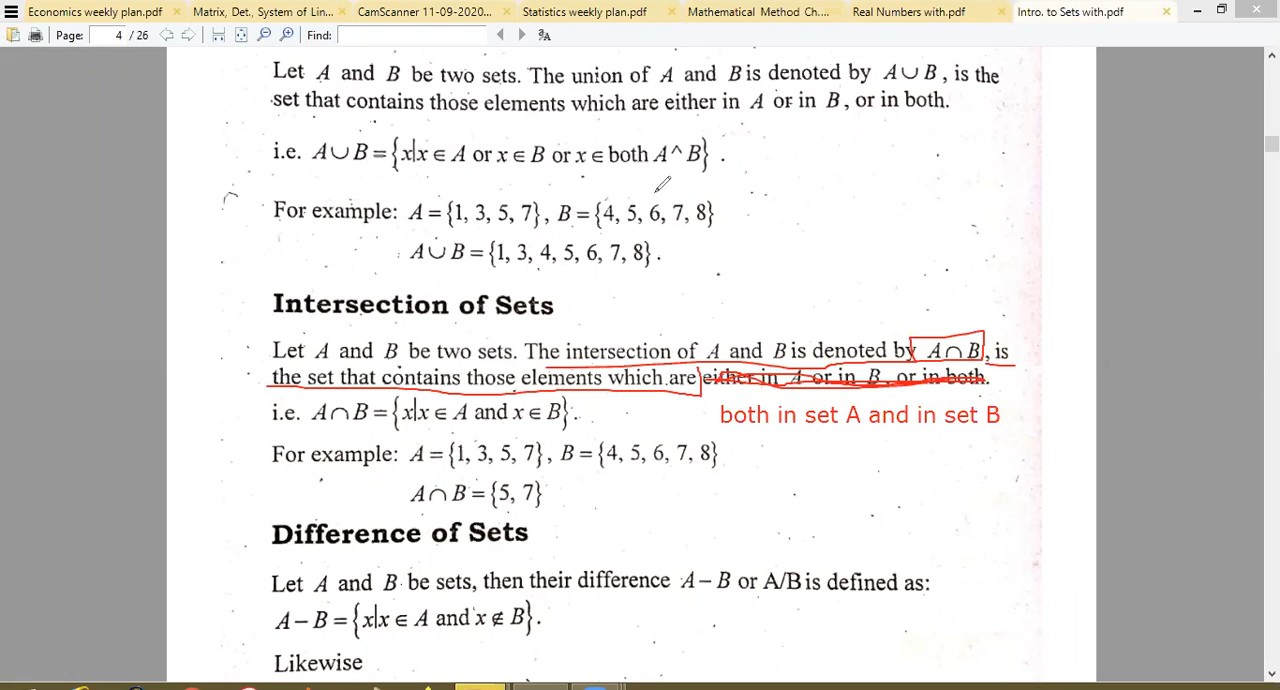 Economics weekly plan.pdf × Matrix, Det., System of Lin... × CamScanner 11-09-2020... × Statistics weekly plan.pdf × Mathematical Method Ch.... × Real Numbers with.pdf × Intro. to Sets with.pdf ×
Page: 4 / 26 Find:
Let A and B be two sets. The union of A and B is denoted by A∪B, is the
set that contains those elements which are either in A or in B, or in both.
i.e. A∪B={x|x∈A or x∈B or x∈both A^B}.
For example: A={1, 3, 5, 7}, B={4, 5, 6, 7, 8}
A∪B={1, 3, 4, 5, 6, 7, 8}.
Intersection of Sets
Let A and B be two sets. The intersection of A and B is denoted by A∩B, is
the set that contains those elements which are either in A or in B, or in both.
i.e. A∩B={x|x∈A and x∈B}.
both in set A and in set B
For example: A={1, 3, 5, 7}, B={4, 5, 6, 7, 8}
A∩B={5, 7}
Difference of Sets
Let A and B be sets, then their difference A−B or A/B is defined as:
A−B={x|x∈A and x∉B}.
Likewise